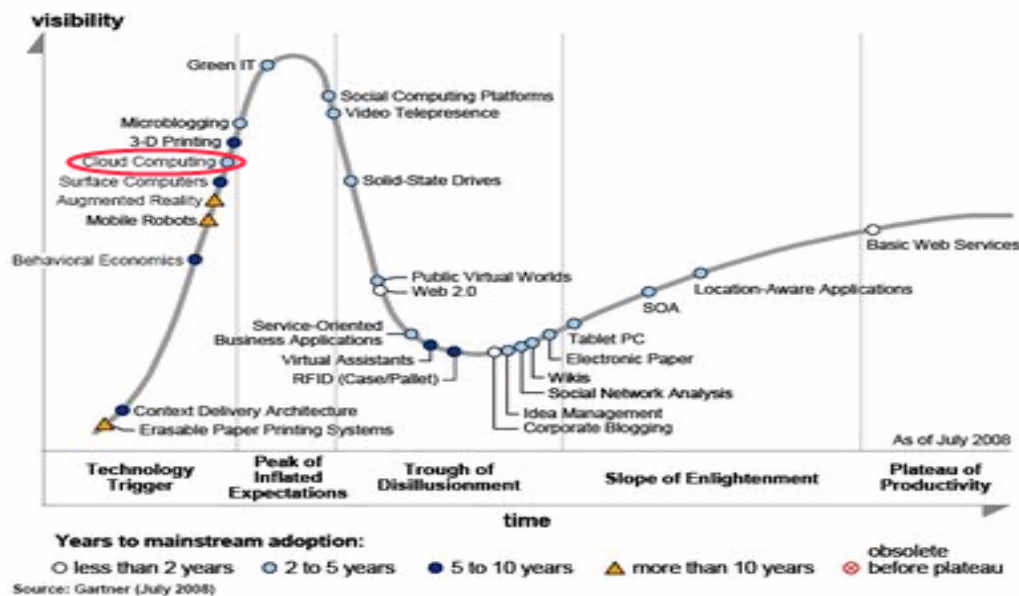 visibility
Green IT
Social Computing Platforms
Video Telepresence
Microblogging
3-D Printing
Cloud Computing
Surface Computers
Solid-State Drives
Augmented Reality
Mobile Robots
Behavioral Economics
Basic Web Services
Public Virtual Worlds
Web 2.0
Location-Aware Applications
SOA
Service-Oriented
Business Applications
Tablet PC
Virtual Assistants
Electronic Paper
RFID (Case/Pallet)
Wikis
Social Network Analysis
Context Delivery Architecture
Idea Management
Erasable Paper Printing Systems
Corporate Blogging
As of July 2008
Technology
Trigger
Peak of
Inflated
Expectations
Trough of
Disillusionment
Slope of Enlightenment
Plateau of
Productivity
time
Years to mainstream adoption:
less than 2 years
2 to 5 years
5 to 10 years
more than 10 years
obsolete
before plateau
Source: Gartner (July 2008)